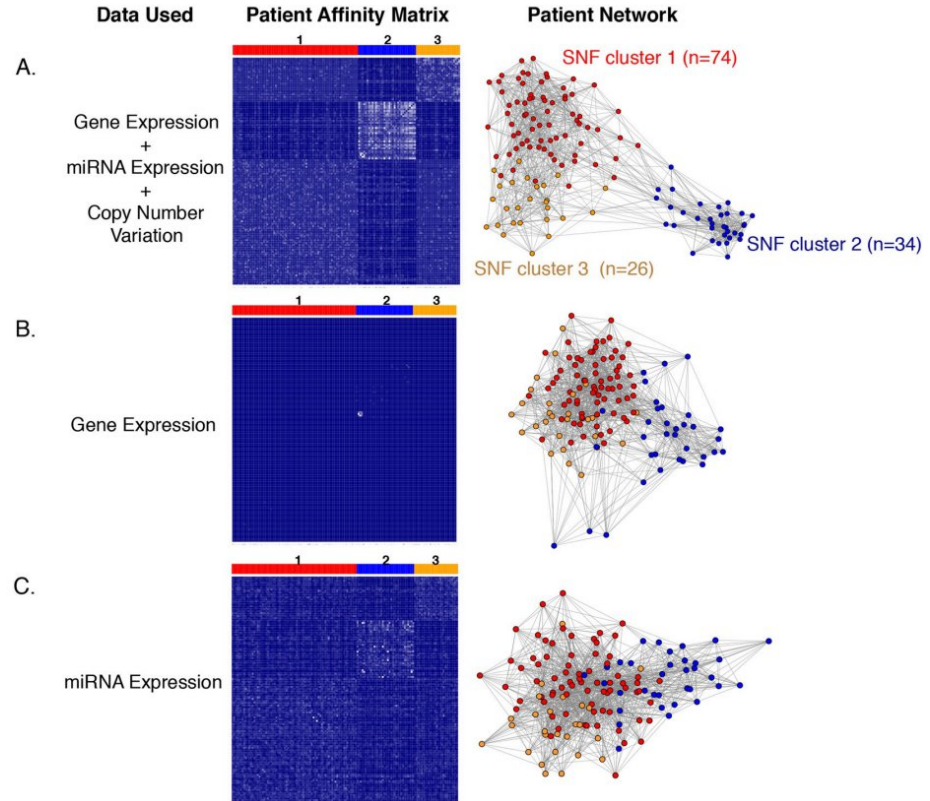 Data Used
Patient Affinity Matrix
Patient Network
A.
Gene Expression
+
miRNA Expression
+
Copy Number
Variation
1 2 3
SNF cluster 1 (n=74)
SNF cluster 2 (n=34)
SNF cluster 3 (n=26)
B.
Gene Expression
1 2 3
C.
miRNA Expression
1 2 3